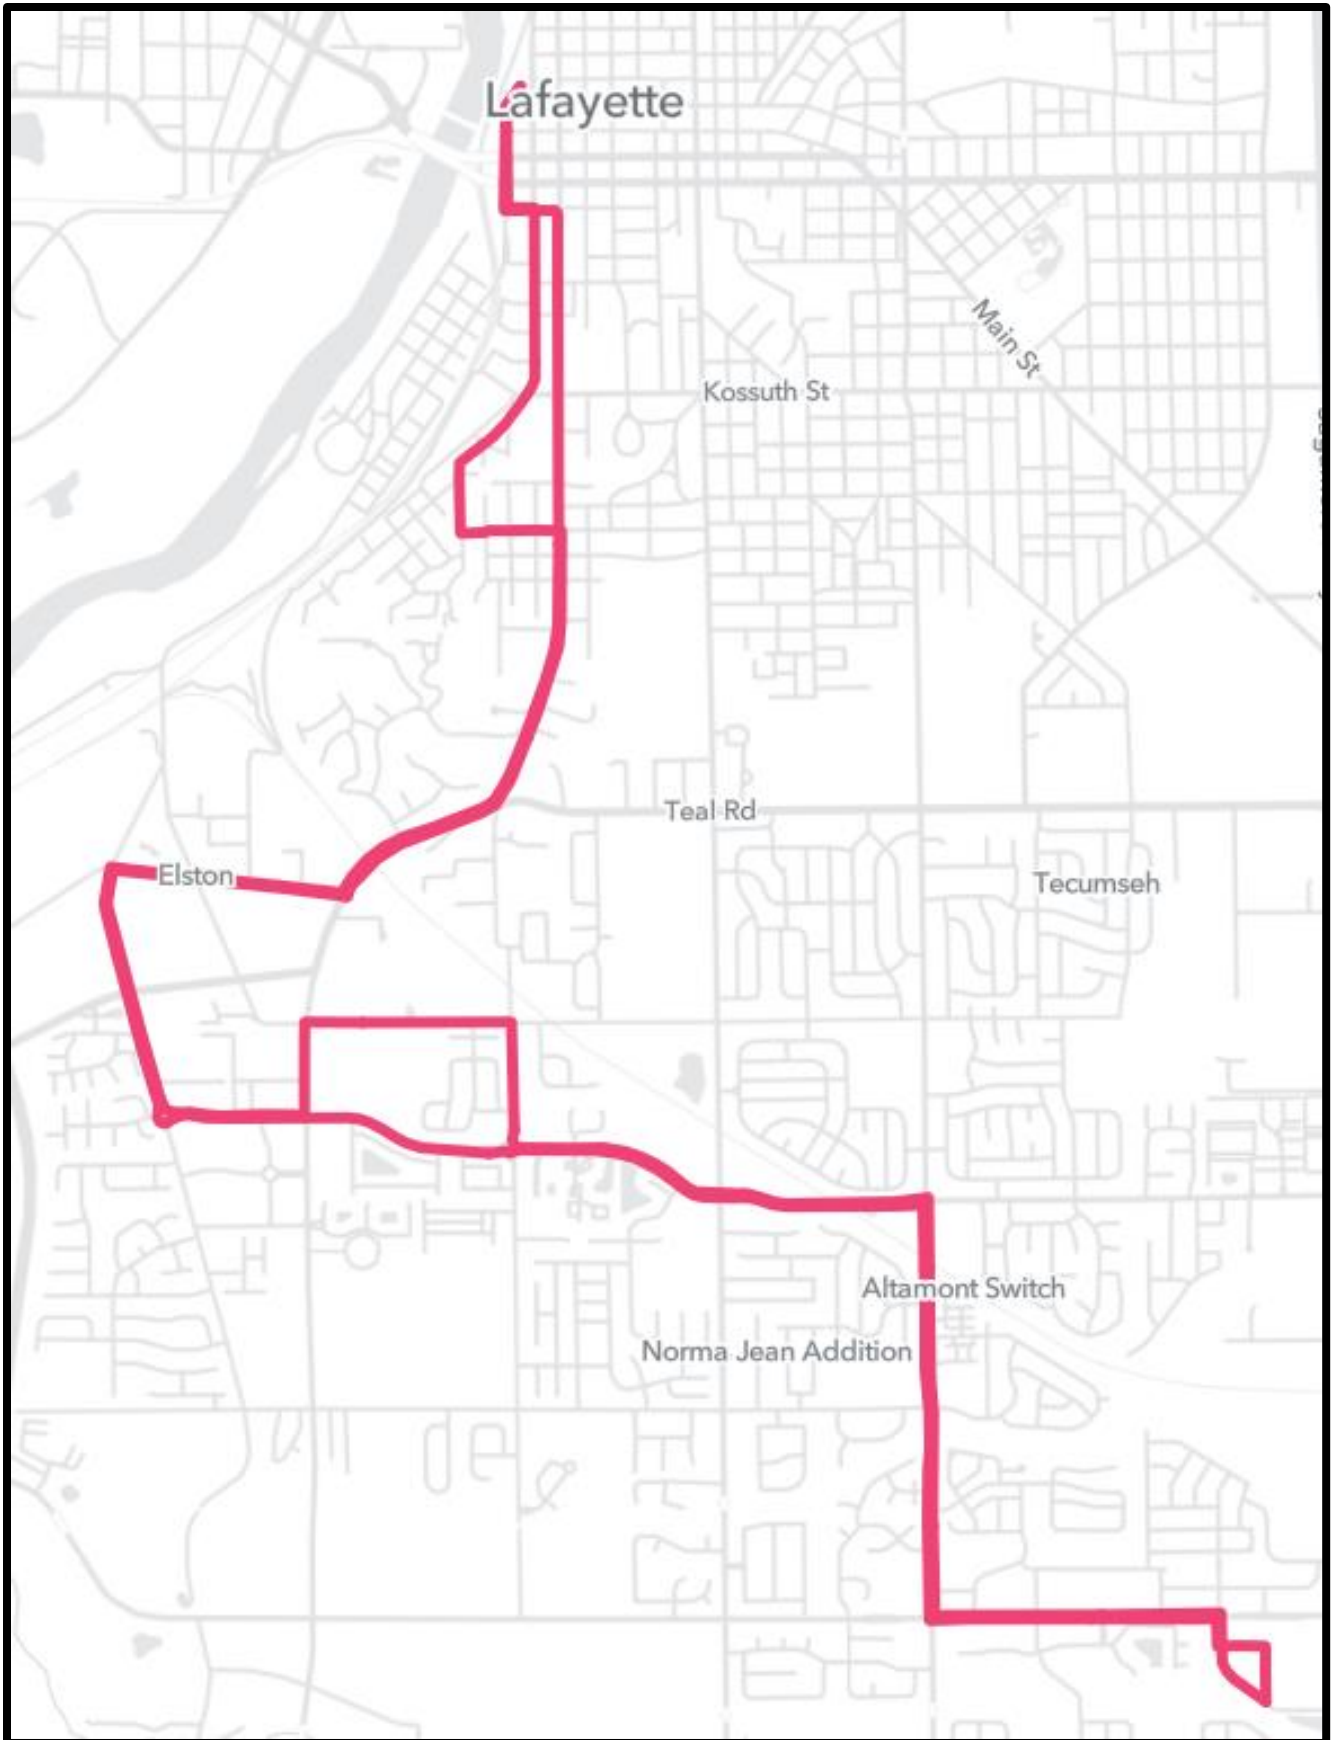 Lafayette
Main St
Kossuth St
Teal Rd
Elston
Tecumseh
Altamont Switch
Norma Jean Addition